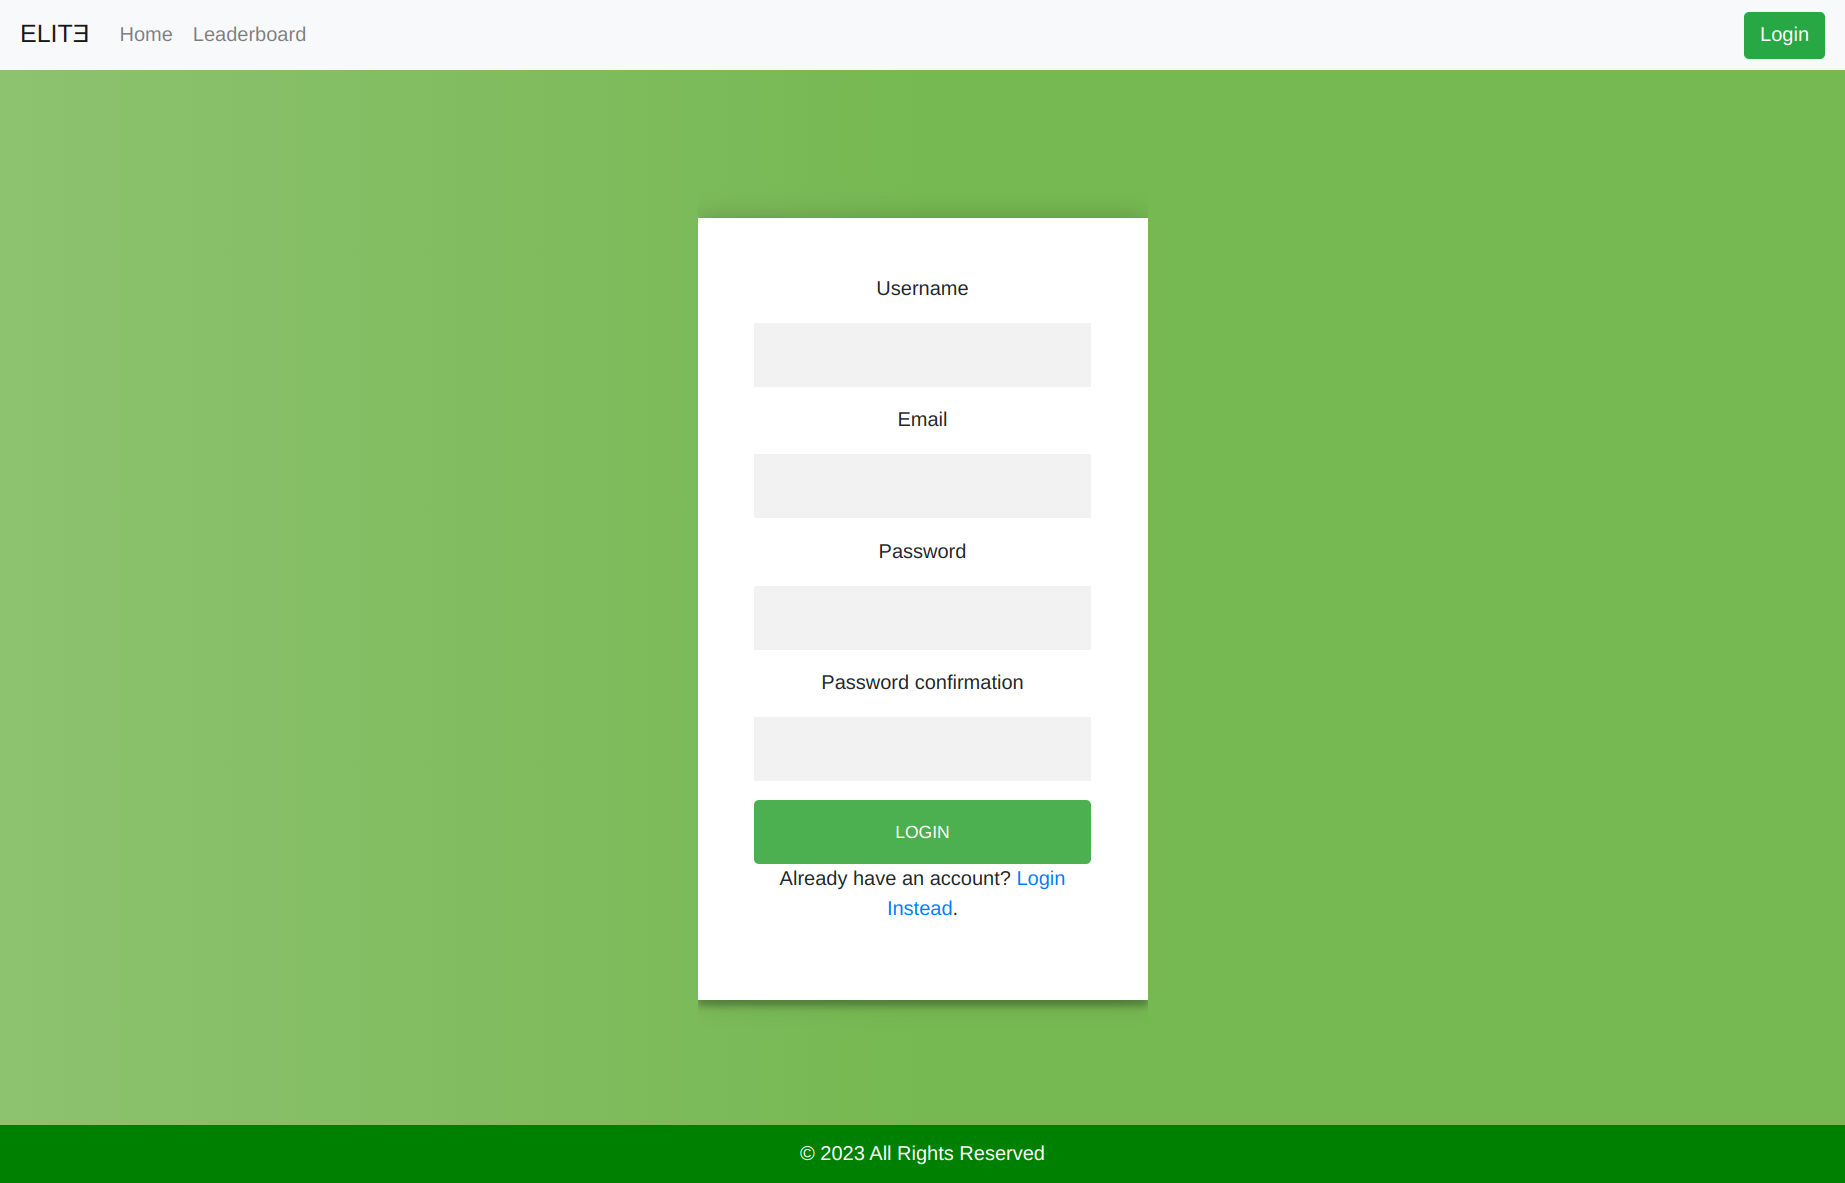 ELITƎ Home Leaderboard Login
Username
Email
Password
Password confirmation
LOGIN
Already have an account? Login
Instead.
© 2023 All Rights Reserved